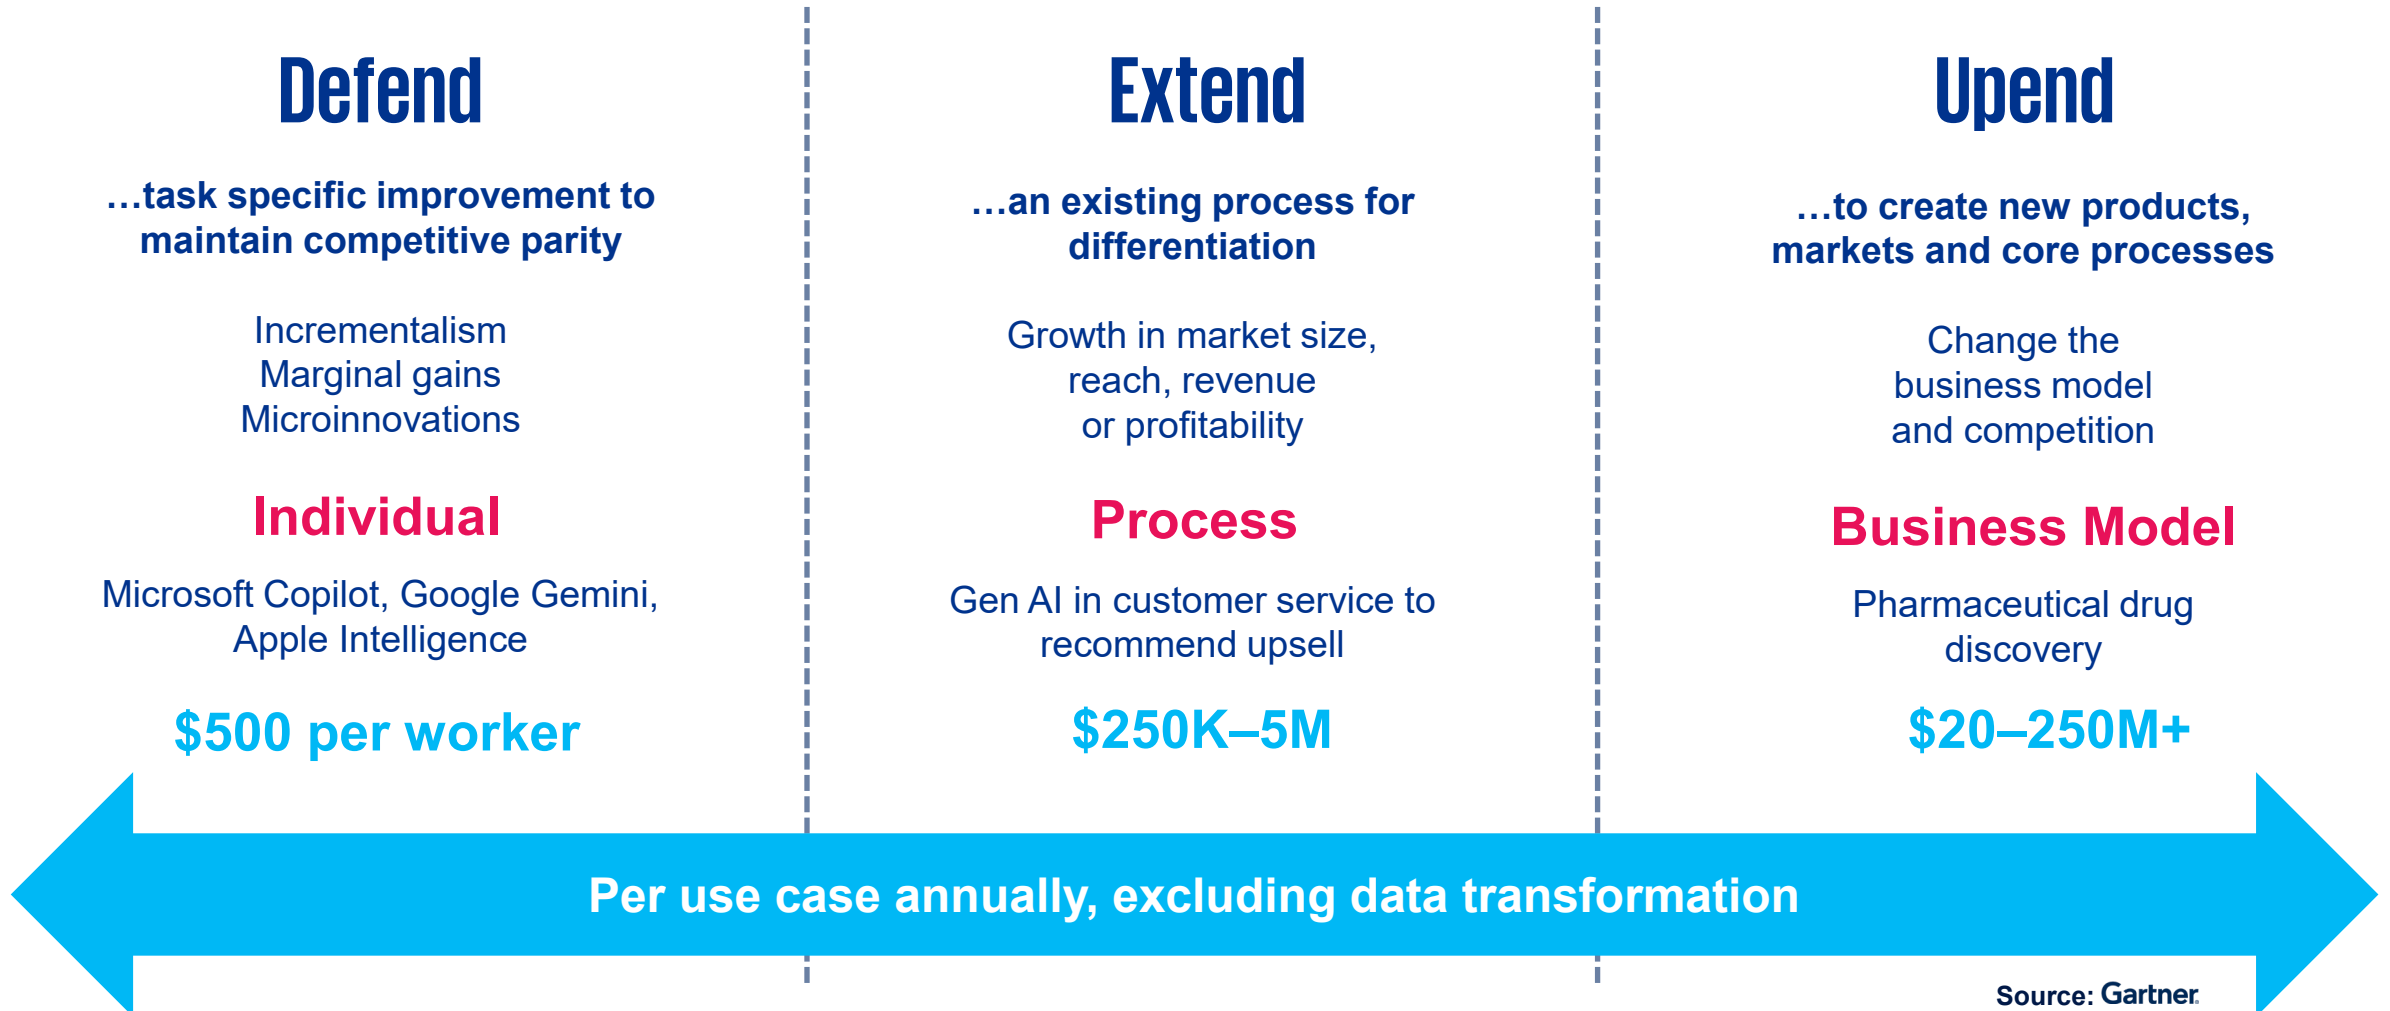 Defend
…task specific improvement to
maintain competitive parity
Incrementalism
Marginal gains
Microinnovations
Individual
Microsoft Copilot, Google Gemini,
Apple Intelligence
$500 per worker
Extend
…an existing process for
differentiation
Growth in market size,
reach, revenue
or profitability
Process
Gen AI in customer service to
recommend upsell
$250K–5M
Upend
…to create new products,
markets and core processes
Change the
business model
and competition
Business Model
Pharmaceutical drug
discovery
$20–250M+
Per use case annually, excluding data transformation
Source: Gartner